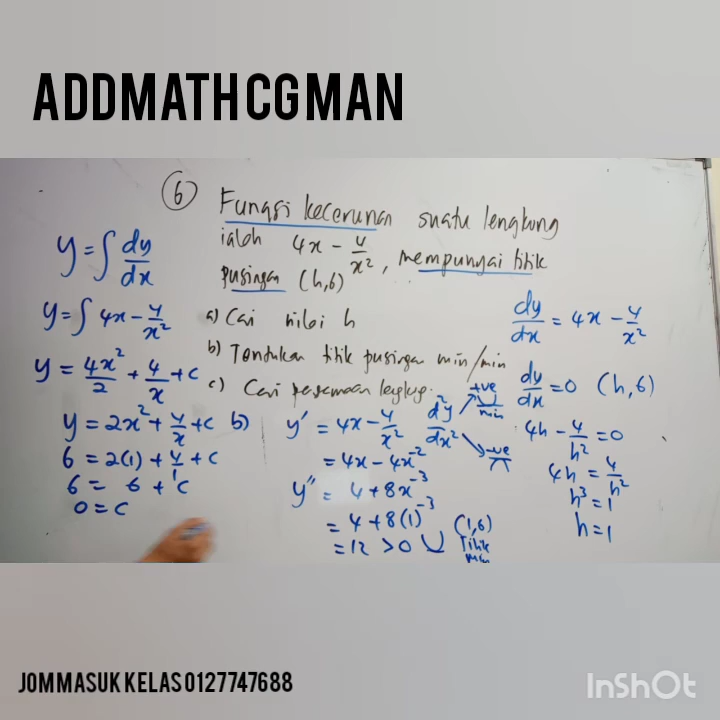 ADDMATH CG MAN
6 Fungsi kecerunan suatu lengkung
ialah 4x - 4/x², mempunyai titik
pusingan (h,6)
a) Cari nilai h
b) Tentukan titik pusingan min/min
c) Cari persamaan lengkung.
dy/dx = 4x - 4/x²
dy/dx = 0 (h,6)
4h - 4/h² = 0
4h = 4/h²
h³ = 1
h = 1
b) y' = 4x - 4/x²
= 4x - 4x⁻²
y'' = 4 + 8x⁻³
= 4 + 8(1)⁻³
= 12 > 0
d²y/dx²
+ve
min
-ve
(1,6)
Titik
min
y = ∫ dy/dx
y = ∫ 4x - 4/x²
y = 4x²/2 + 4/x + c
y = 2x² + 4/x + c
6 = 2(1) + 4/1 + c
6 = 6 + c
0 = c
JOM MASUK KELAS 0127747688
InShOt